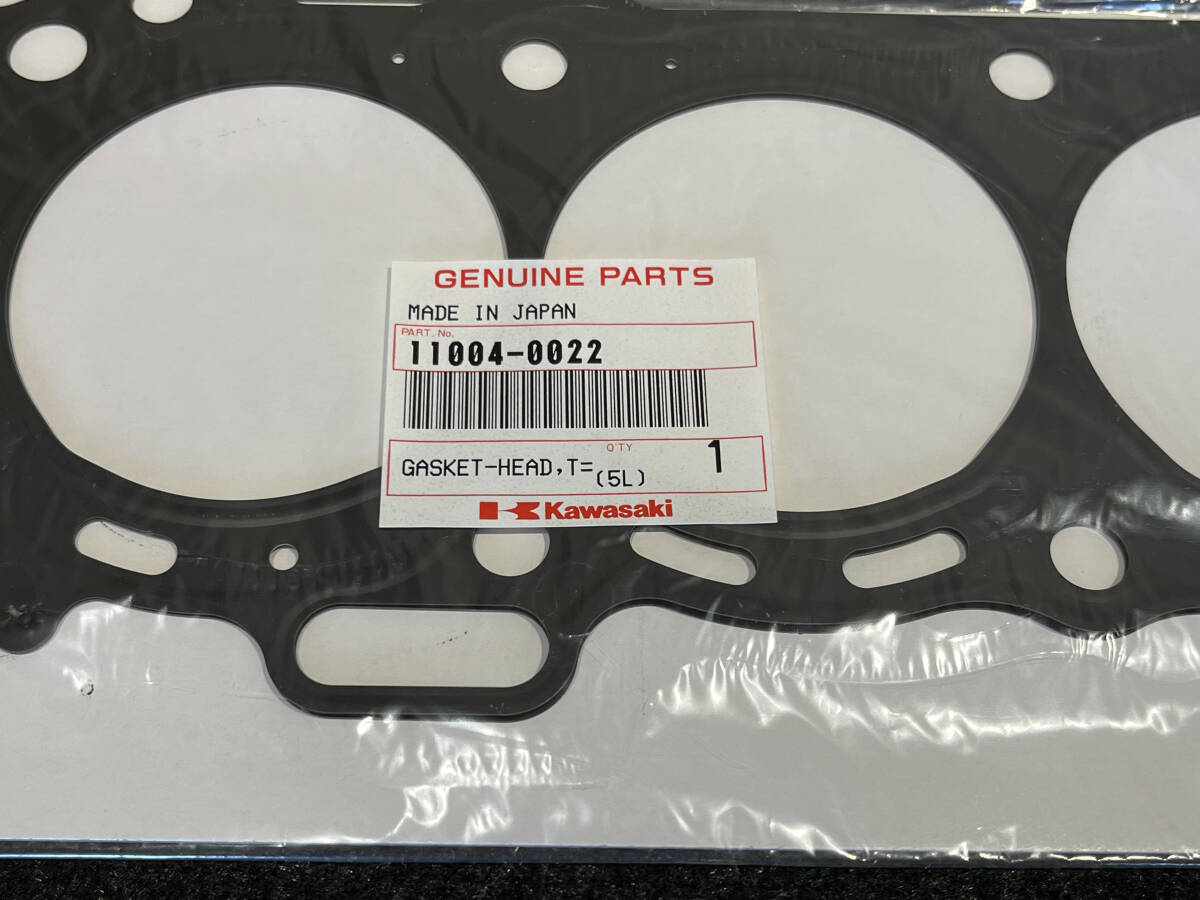 GENUINE PARTS
MADE IN JAPAN
PART. No.
11004-0022
Q'TY
GASKET-HEAD,T= (5L) 1
Kawasaki